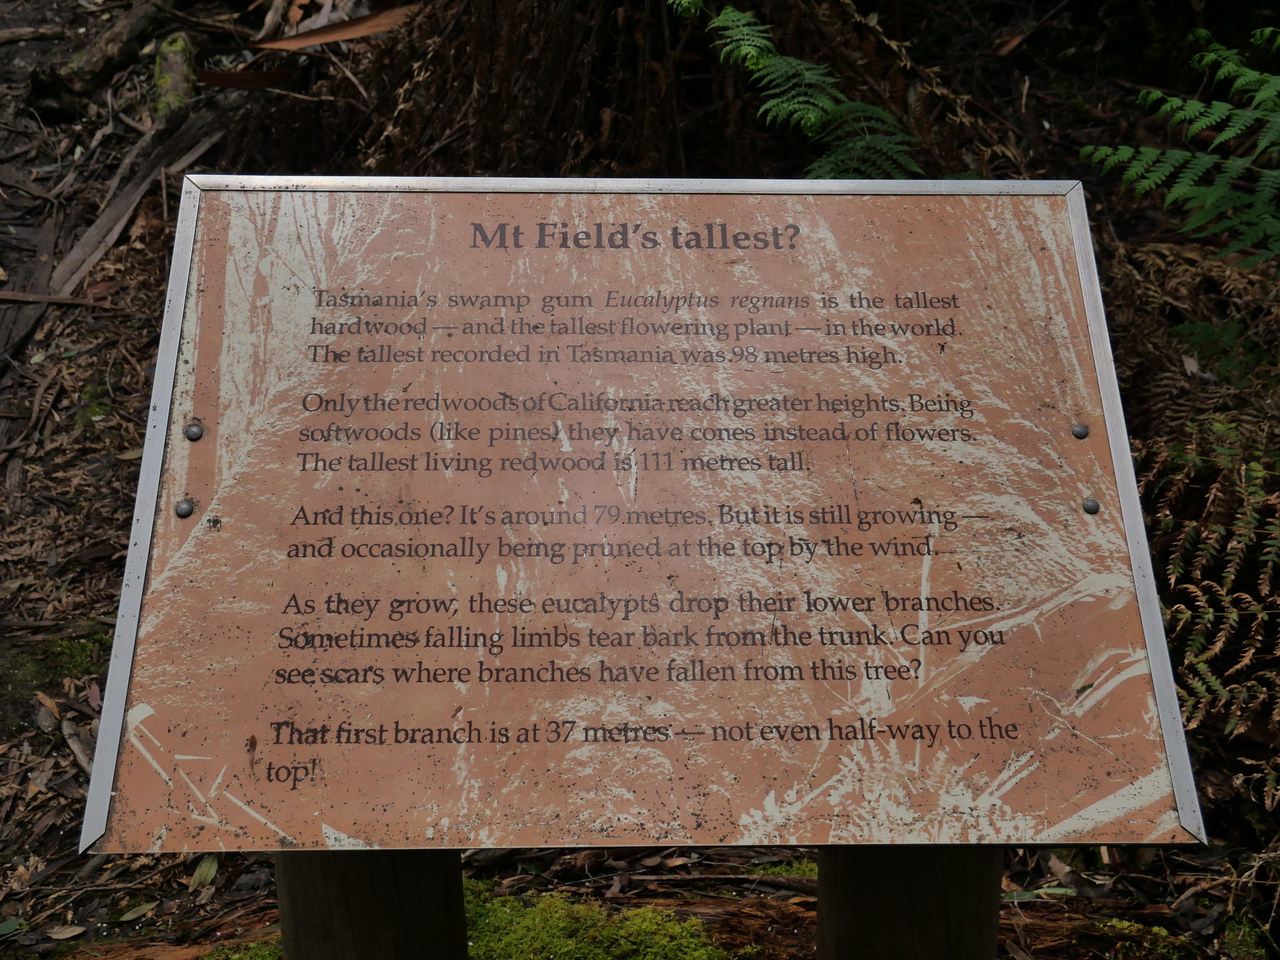 Mt Field's tallest?
Tasmania's swamp gum Eucalyptus regnans is the tallest
hardwood — and the tallest flowering plant — in the world.
The tallest recorded in Tasmania was 98 metres high.
Only the redwoods of California reach greater heights. Being
softwoods (like pines) they have cones instead of flowers.
The tallest living redwood is 111 metres tall.
And this one? It's around 79 metres. But it is still growing —
and occasionally being pruned at the top by the wind.
As they grow, these eucalypts drop their lower branches.
Sometimes falling limbs tear bark from the trunk. Can you
see scars where branches have fallen from this tree?
That first branch is at 37 metres — not even half-way to the
top!